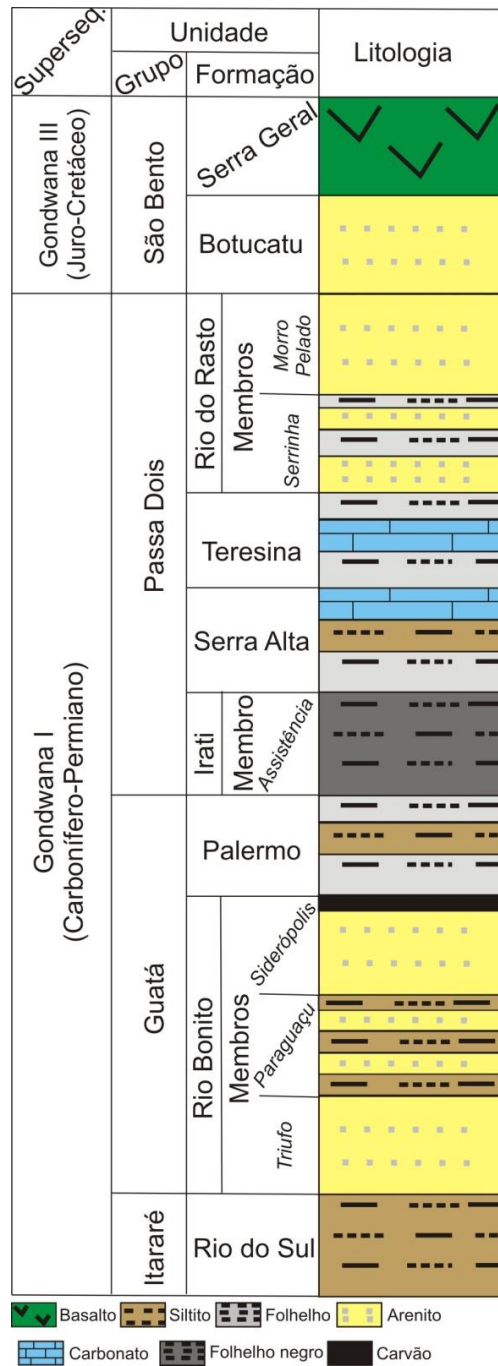 Superseq.
Unidade
Grupo
Formação
Litologia
Gondwana III
(Juro-Cretáceo)
São Bento
Serra Geral
Botucatu
Gondwana I
(Carbonífero-Permiano)
Passa Dois
Rio do Rasto
Membros
Morro
Pelado
Serrinha
Teresina
Serra Alta
Irati
Membro
Assistência
Guatá
Palermo
Rio Bonito
Membros
Siderópolis
Paraguaçu
Triufo
Itararé
Rio do Sul
Basalto
Siltito
Folhelho
Arenito
Carbonato
Folhelho negro
Carvão